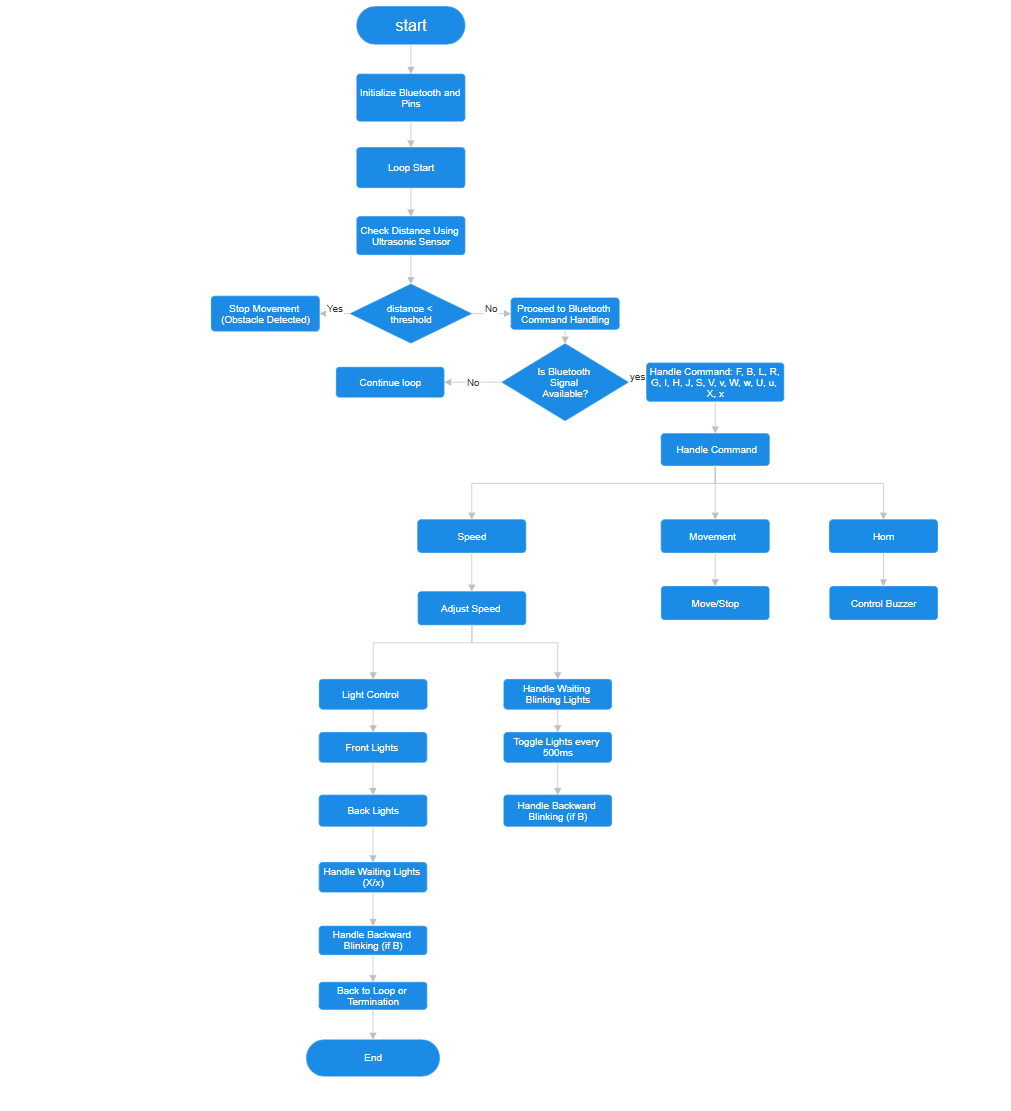 start
Initialize Bluetooth and
Pins
Loop Start
Check Distance Using
Ultrasonic Sensor
Stop Movement
(Obstacle Detected)
Yes
distance <
threshold
No
Proceed to Bluetooth
Command Handling
Continue loop
No
Is Bluetooth
Signal
Available?
yes
Handle Command: F, B, L, R,
G, I, H, J, S, V, v, W, w, U, u,
X, x
Handle Command
Speed
Movement
Horn
Adjust Speed
Move/Stop
Control Buzzer
Light Control
Handle Waiting
Blinking Lights
Front Lights
Toggle Lights every
500ms
Back Lights
Handle Backward
Blinking (if B)
Handle Waiting Lights
(X/x)
Handle Backward
Blinking (if B)
Back to Loop or
Termination
End